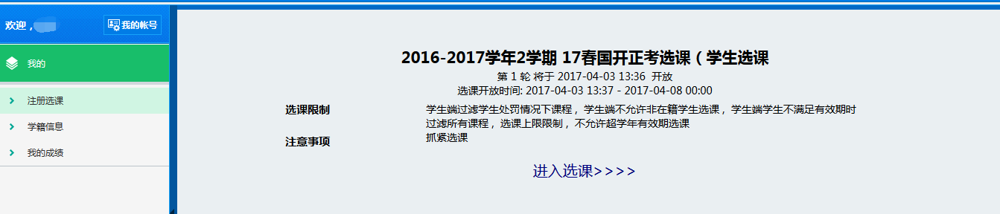 欢迎，
我的帐号
我的
注册选课
学籍信息
我的成绩
2016-2017学年2学期 17春国开正考选课（学生选课
第 1 轮 将于 2017-04-03 13:36 开放
选课开放时间: 2017-04-03 13:37 - 2017-04-08 00:00
选课限制
学生端过滤学生处罚情况下课程， 学生端不允许非在籍学生选课， 学生端学生不满足有效期时
过滤所有课程， 选课上限限制， 不允许超学年有效期选课
注意事项
抓紧选课
进入选课>>>>